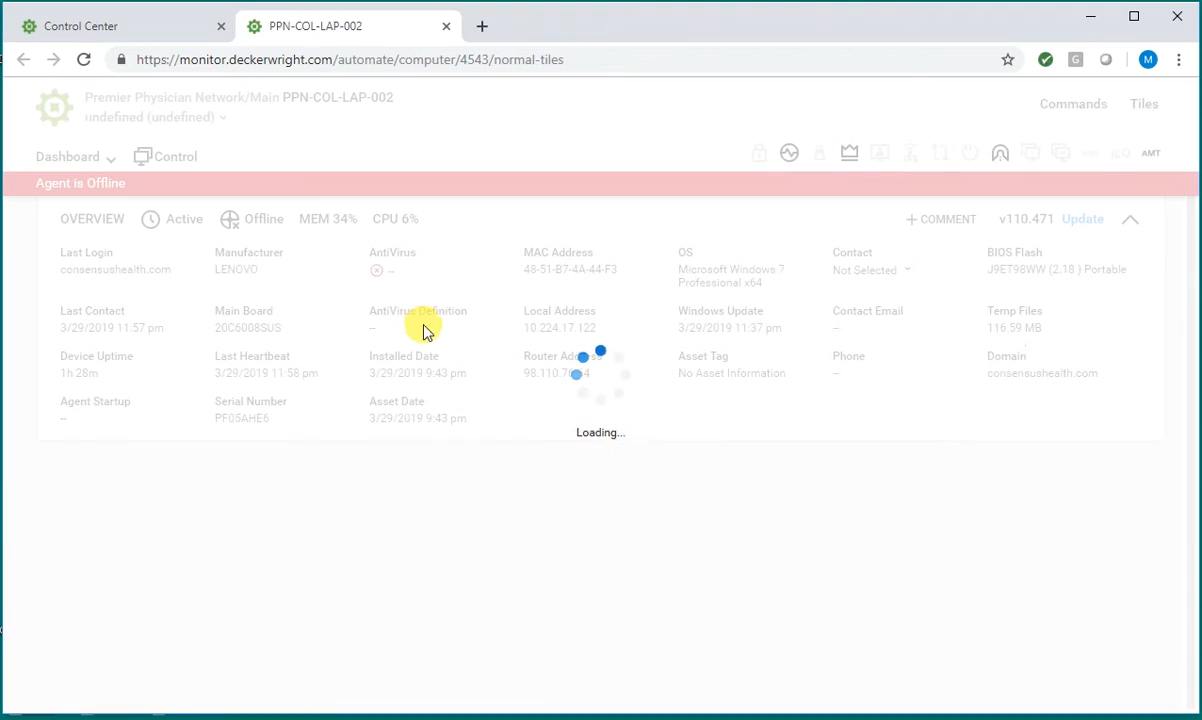 Control Center
PPN-COL-LAP-002
https://monitor.deckerwright.com/automate/computer/4543/normal-tiles
G
M
Premier Physician Network/Main PPN-COL-LAP-002
undefined (undefined)
Commands Tiles
Dashboard Control
AMT
Agent is Offline
OVERVIEW Active Offline MEM 34% CPU 6% + COMMENT v110.471 Update
Last Login Manufacturer AntiVirus MAC Address OS Contact BIOS Flash
consensushealth.com LENOVO -- 48-51-B7-4A-44-F3 Microsoft Windows 7 Not Selected J9ET98WW (2.18 ) Portable
Professional x64
Last Contact Main Board AntiVirus Definition Local Address Windows Update Contact Email Temp Files
3/29/2019 11:57 pm 20C6008SUS -- 10.224.17.122 3/29/2019 11:37 pm -- 116.59 MB
Device Uptime Last Heartbeat Installed Date Router Asset Tag Phone Domain
1h 28m 3/29/2019 11:58 pm 3/29/2019 9:43 pm No Asset Information -- consensushealth.com
Agent Startup Serial Number Asset Date
-- PF05AHE6 3/29/2019 9:43 pm
Loading...